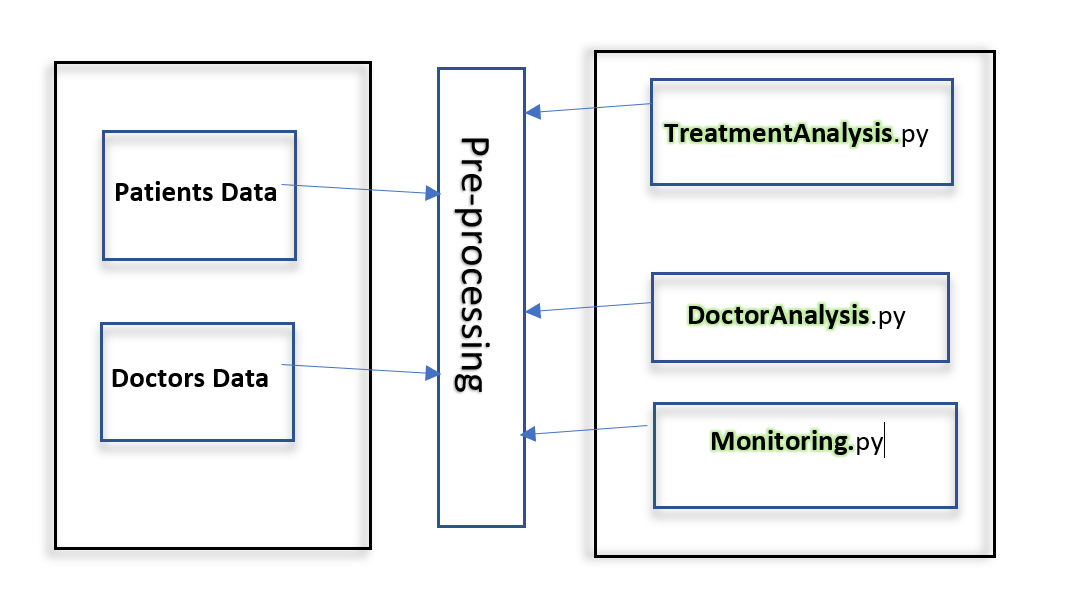 Patients Data
Doctors Data
Pre-processing
TreatmentAnalysis.py
DoctorAnalysis.py
Monitoring.py